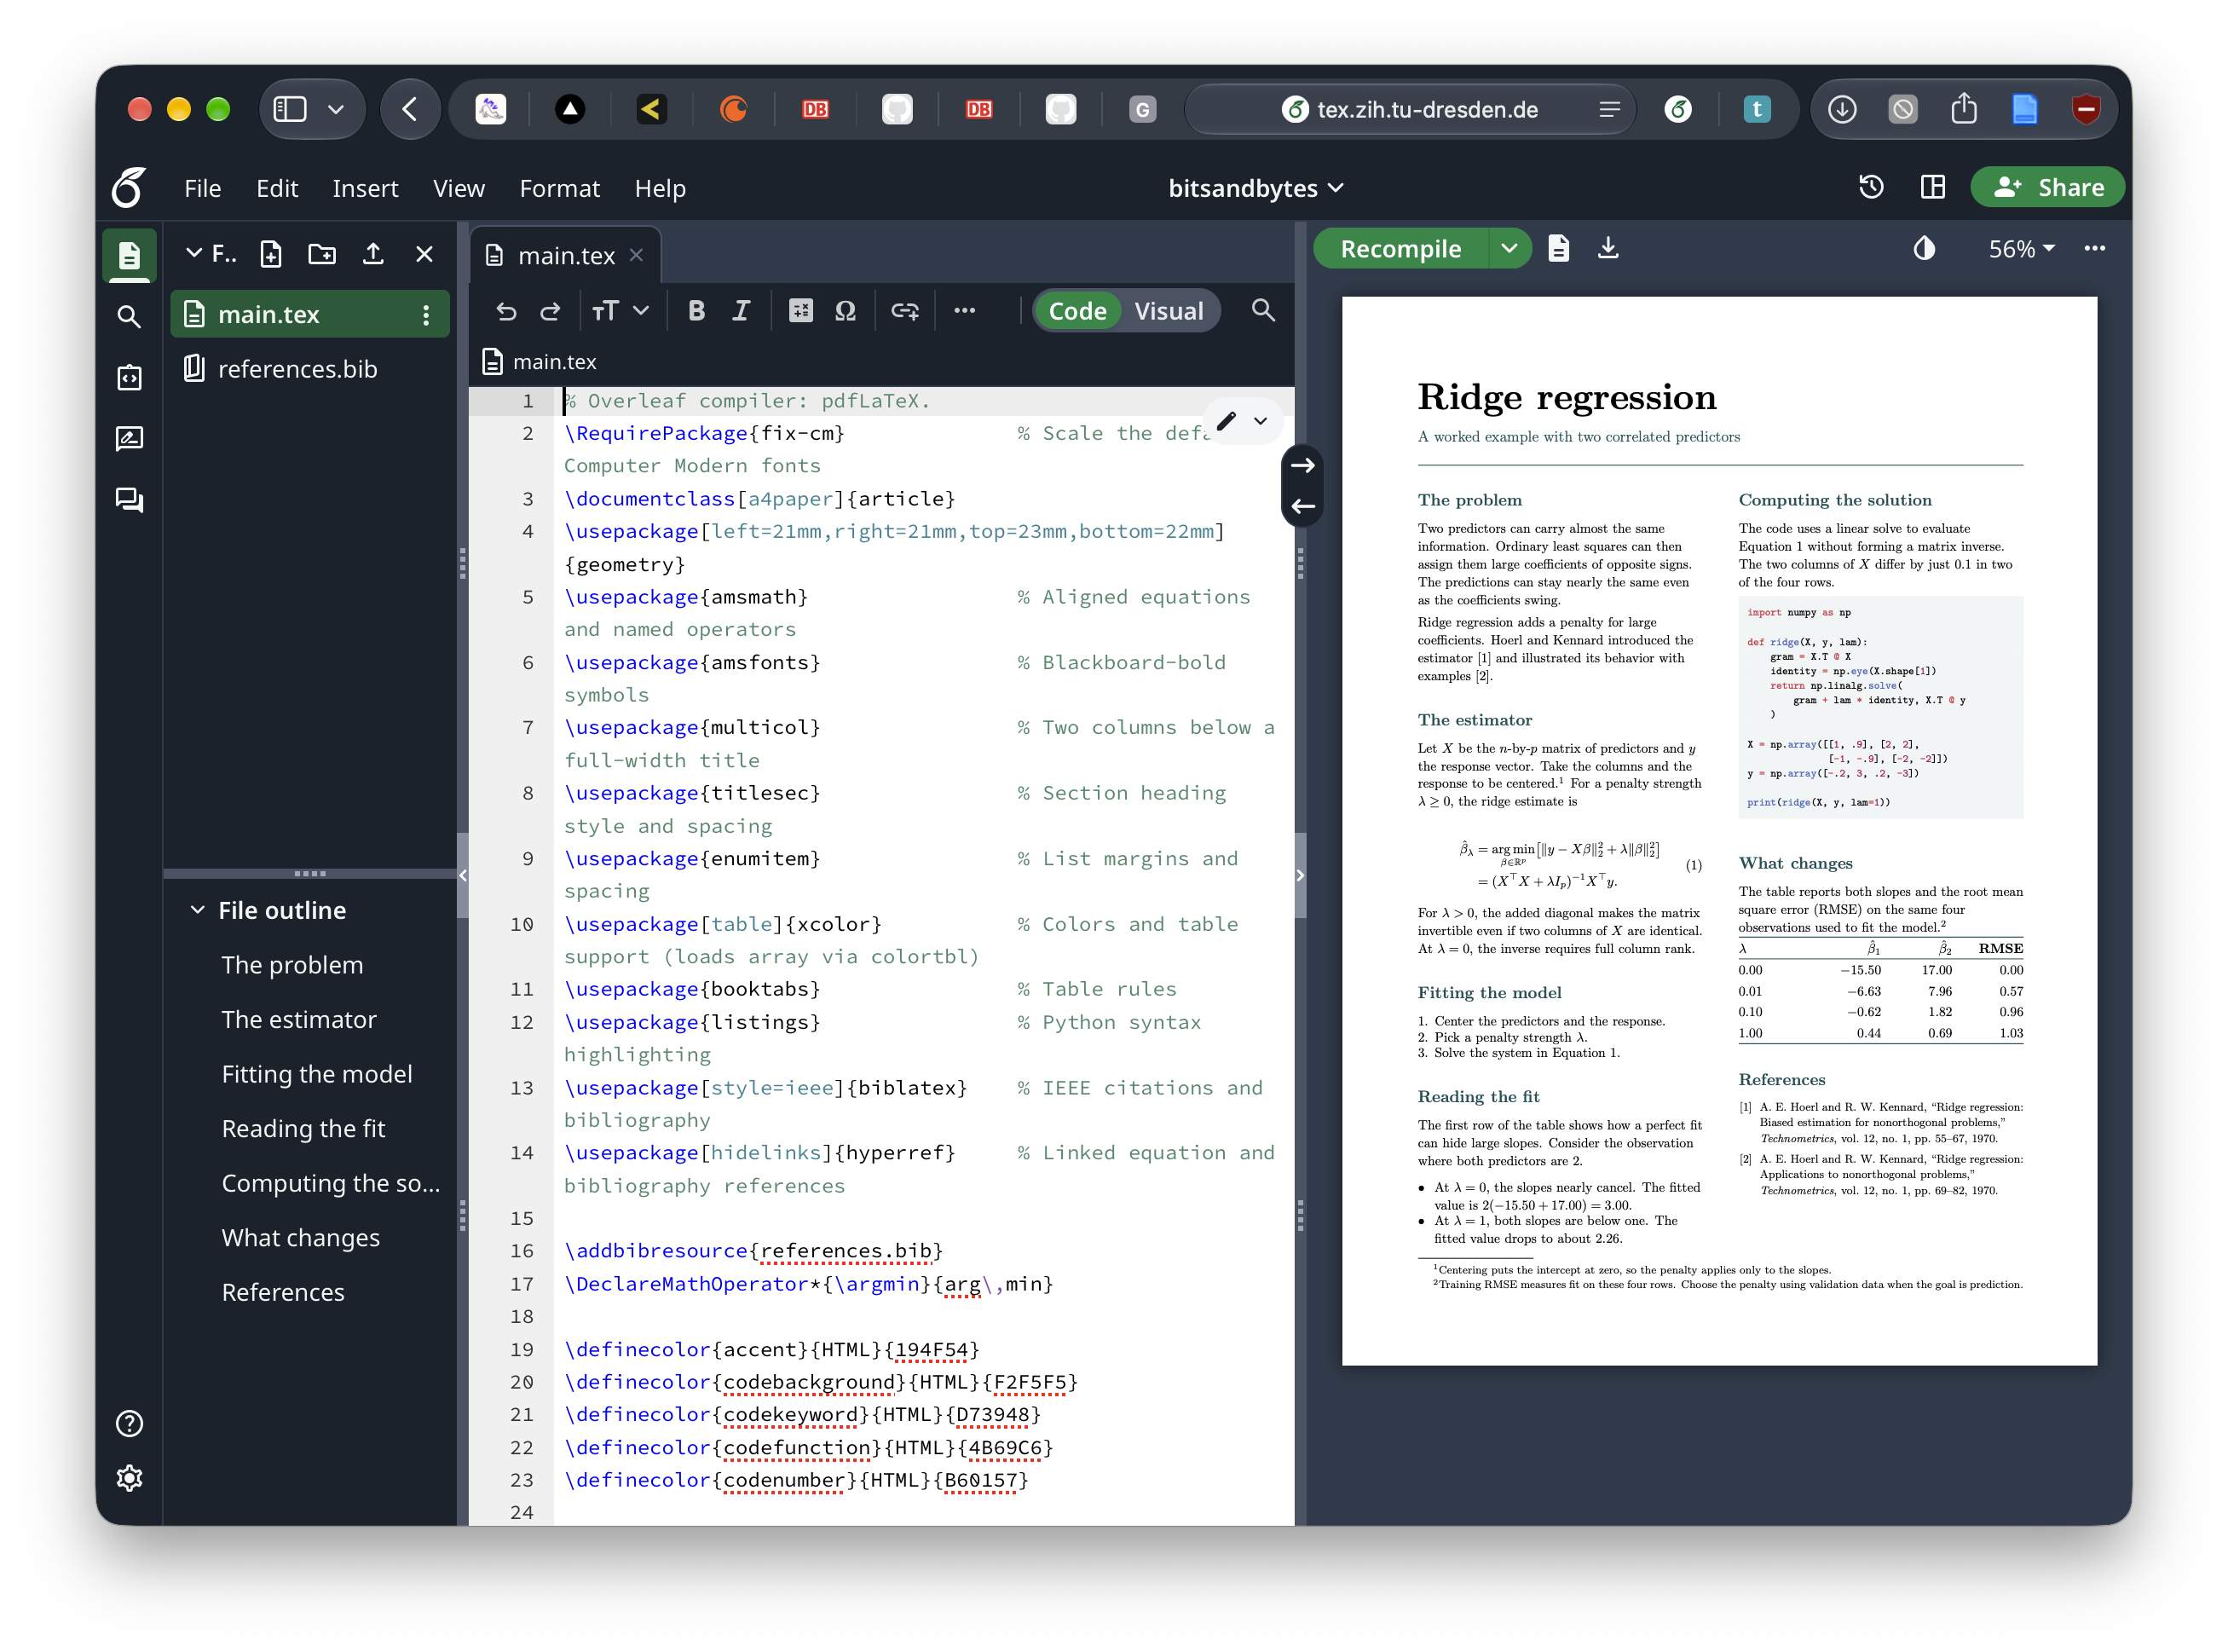 DB
DB
G
tex.zih.tu-dresden.de
t
File Edit Insert View Format Help
bitsandbytes
Share
F..
main.tex
references.bib
File outline
The problem
The estimator
Fitting the model
Reading the fit
Computing the so...
What changes
References
main.tex
Code Visual
main.tex
1 % Overleaf compiler: pdfLaTeX.
2 \RequirePackage{fix-cm} % Scale the
Computer Modern fonts
3 \documentclass[a4paper]{article}
4 \usepackage[left=21mm,right=21mm,top=23mm,bottom=22mm]
{geometry}
5 \usepackage{amsmath} % Aligned equations
and named operators
6 \usepackage{amsfonts} % Blackboard-bold
symbols
7 \usepackage{multicol} % Two columns below a
full-width title
8 \usepackage{titlesec} % Section heading
style and spacing
9 \usepackage{enumitem} % List margins and
spacing
10 \usepackage[table]{xcolor} % Colors and table
support (loads array via colortbl)
11 \usepackage{booktabs} % Table rules
12 \usepackage{listings} % Python syntax
highlighting
13 \usepackage[style=ieee]{biblatex} % IEEE citations and
bibliography
14 \usepackage[hidelinks]{hyperref} % Linked equation and
bibliography references
15
16 \addbibresource{references.bib}
17 \DeclareMathOperator*{\argmin}{arg\,min}
18
19 \definecolor{accent}{HTML}{194F54}
20 \definecolor{codebackground}{HTML}{F2F5F5}
21 \definecolor{codekeyword}{HTML}{D73948}
22 \definecolor{codefunction}{HTML}{4B69C6}
23 \definecolor{codenumber}{HTML}{B60157}
24
Recompile
56%
Ridge regression
A worked example with two correlated predictors
The problem
Two predictors can carry almost the same
information. Ordinary least squares can then
assign them large coefficients of opposite signs.
The predictions can stay nearly the same even
as the coefficients swing.
Ridge regression adds a penalty for large
coefficients. Hoerl and Kennard introduced the
estimator [1] and illustrated its behavior with
examples [2].
The estimator
Let X be the n-by-p matrix of predictors and y
the response vector. Take the columns and the
response to be centered.¹ For a penalty strength
λ ≥ 0, the ridge estimate is
β̂_λ = arg min_{β∈ℝ^p} [‖y − Xβ‖²₂ + λ‖β‖²₂]
= (X^⊤X + λI_p)⁻¹X^⊤y. (1)
For λ > 0, the added diagonal makes the matrix
invertible even if two columns of X are identical.
At λ = 0, the inverse requires full column rank.
Fitting the model
1. Center the predictors and the response.
2. Pick a penalty strength λ.
3. Solve the system in Equation 1.
Reading the fit
The first row of the table shows how a perfect fit
can hide large slopes. Consider the observation
where both predictors are 2.
• At λ = 0, the slopes nearly cancel. The fitted
value is 2(−15.50 + 17.00) = 3.00.
• At λ = 1, both slopes are below one. The
fitted value drops to about 2.26.
Computing the solution
The code uses a linear solve to evaluate
Equation 1 without forming a matrix inverse.
The two columns of X differ by just 0.1 in two
of the four rows.
import numpy as np
def ridge(X, y, lam):
gram = X.T @ X
identity = np.eye(X.shape[1])
return np.linalg.solve(
gram + lam * identity, X.T @ y
)
X = np.array([[1, .9], [2, 2],
[-1, -.9], [-2, -2]])
y = np.array([-.2, 3, .2, -3])
print(ridge(X, y, lam=1))
What changes
The table reports both slopes and the root mean
square error (RMSE) on the same four
observations used to fit the model.²
λ β̂₁ β̂₂ RMSE
0.00 −15.50 17.00 0.00
0.01 −6.63 7.96 0.57
0.10 −0.62 1.82 0.96
1.00 0.44 0.69 1.03
References
[1] A. E. Hoerl and R. W. Kennard, “Ridge regression:
Biased estimation for nonorthogonal problems,”
Technometrics, vol. 12, no. 1, pp. 55–67, 1970.
[2] A. E. Hoerl and R. W. Kennard, “Ridge regression:
Applications to nonorthogonal problems,”
Technometrics, vol. 12, no. 1, pp. 69–82, 1970.
¹Centering puts the intercept at zero, so the penalty applies only to the slopes.
²Training RMSE measures fit on these four rows. Choose the penalty using validation data when the goal is prediction.